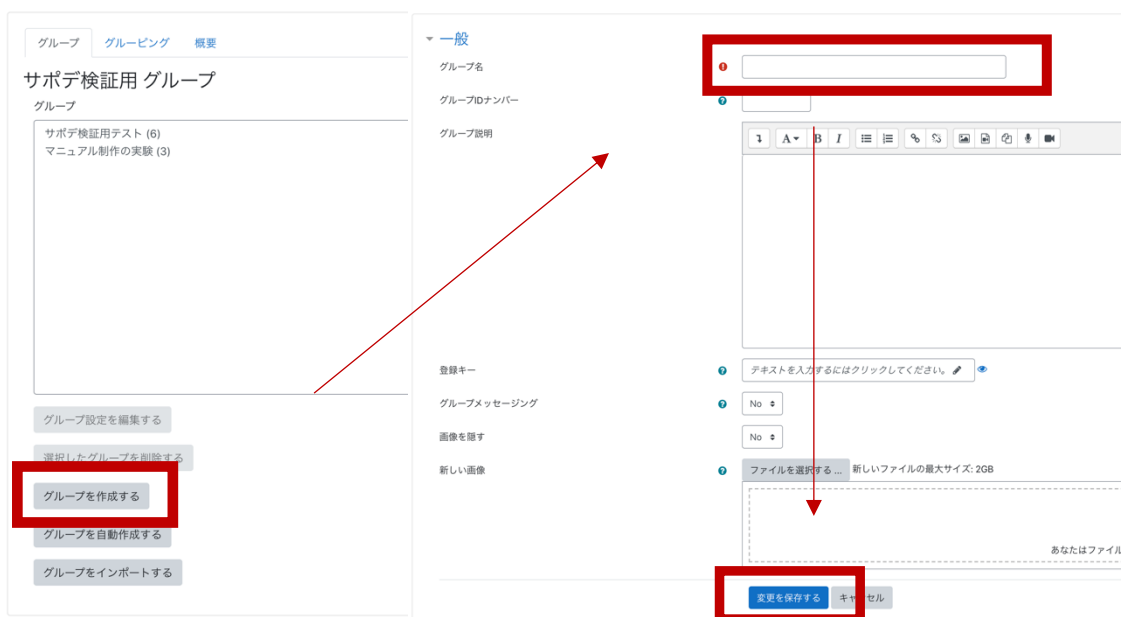 グループ
グルーピング
概要
サポデ検証用 グループ
グループ
サポデ検証用テスト (6)
マニュアル制作の実験 (3)
グループ設定を編集する
選択したグループを削除する
グループを作成する
グループを自動作成する
グループをインポートする
一般
グループ名
グループIDナンバー
グループ説明
A B I
登録キー
テキストを入力するにはクリックしてください。
グループメッセージング
No
画像を隠す
No
新しい画像
ファイルを選択する ...
新しいファイルの最大サイズ: 2GB
あなたはファイル
変更を保存する
キャンセル